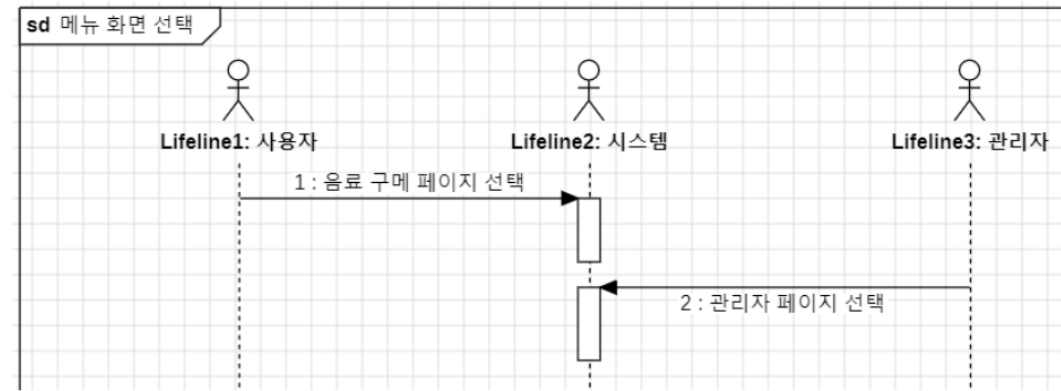 sd 메뉴 화면 선택
Lifeline1: 사용자
Lifeline2: 시스템
Lifeline3: 관리자
1 : 음료 구메 페이지 선택
2 : 관리자 페이지 선택